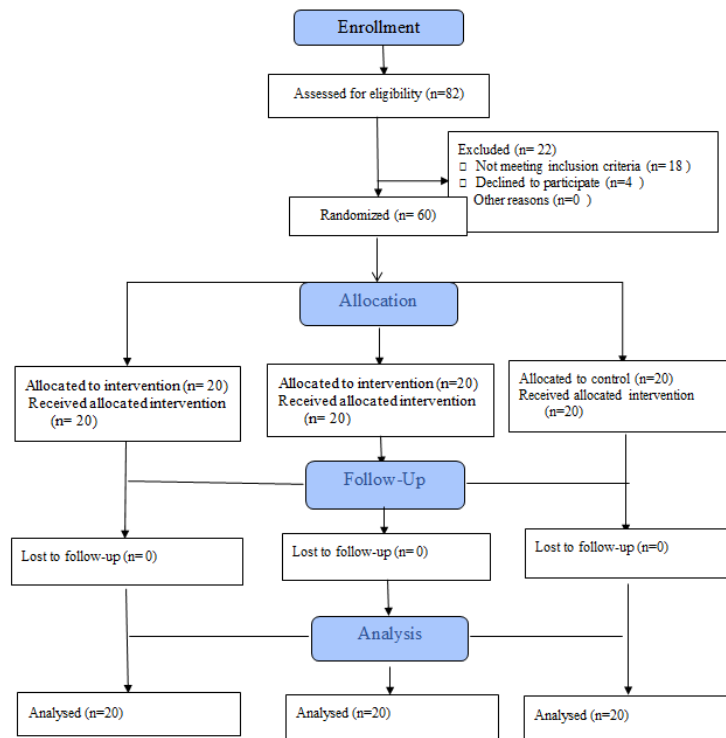 Enrollment
Assessed for eligibility (n=82)
Excluded (n= 22)
□ Not meeting inclusion criteria (n= 18 )
□ Declined to participate (n=4 )
Other reasons (n=0 )
Randomized (n= 60)
Allocation
Allocated to intervention (n= 20)
Received allocated intervention
(n= 20)
Allocated to intervention (n=20)
Received allocated intervention
(n= 20)
Allocated to control (n=20)
Received allocated intervention
(n=20)
Follow-Up
Lost to follow-up (n= 0)
Lost to follow-up (n= 0)
Lost to follow-up (n=0)
Analysis
Analysed (n=20)
Analysed (n=20)
Analysed (n=20)